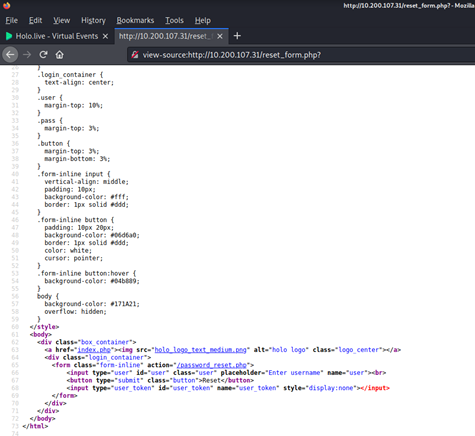 http://10.200.107.31/reset_form.php? - Mozilla
File Edit View History Bookmarks Tools Help
Holo.live - Virtual Events × http://10.200.107.31/reset_f × +
view-source:http://10.200.107.31/reset_form.php?
26 }
27 .login_container {
28 text-align: center;
29 }
30 .user {
31 margin-top: 10%;
32 }
33 .pass {
34 margin-top: 3%;
35 }
36 .button {
37 margin-top: 3%;
38 margin-bottom: 3%;
39 }
40 .form-inline input {
41 vertical-align: middle;
42 padding: 10px;
43 background-color: #fff;
44 border: 1px solid #ddd;
45 }
46 .form-inline button {
47 padding: 10px 20px;
48 background-color: #06d6a0;
49 border: 1px solid #ddd;
50 color: white;
51 cursor: pointer;
52 }
53 .form-inline button:hover {
54 background-color: #04b889;
55 }
56 body {
57 background-color: #171A21;
58 overflow: hidden;
59 }
60 </style>
61 <body>
62 <div class="box_container">
63 <a href="index.php"><img src="holo_logo_text_medium.png" alt="holo logo" class="logo_center"></a>
64 <div class="login_container">
65 <form class="form-inline" action="/password_reset.php">
66 <input type="user" id="user" class="user" placeholder="Enter username" name="user"><br>
67 <button type="submit" class="button">Reset</button>
68 <input type="user_token" id="user_token" name="user_token" style="display:none"></input>
69 </form>
70 </div>
71 </div>
72 </body>
73 </html>
74